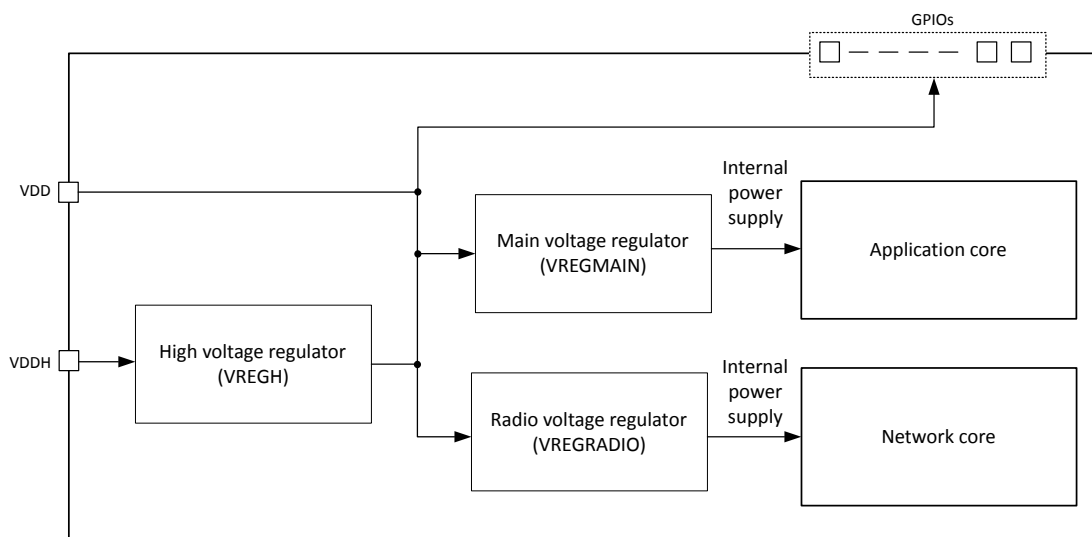 GPIOs
VDD
Internal
power
supply
Main voltage regulator
(VREGMAIN)
Application core
VDDH
High voltage regulator
(VREGH)
Internal
power
supply
Radio voltage regulator
(VREGRADIO)
Network core